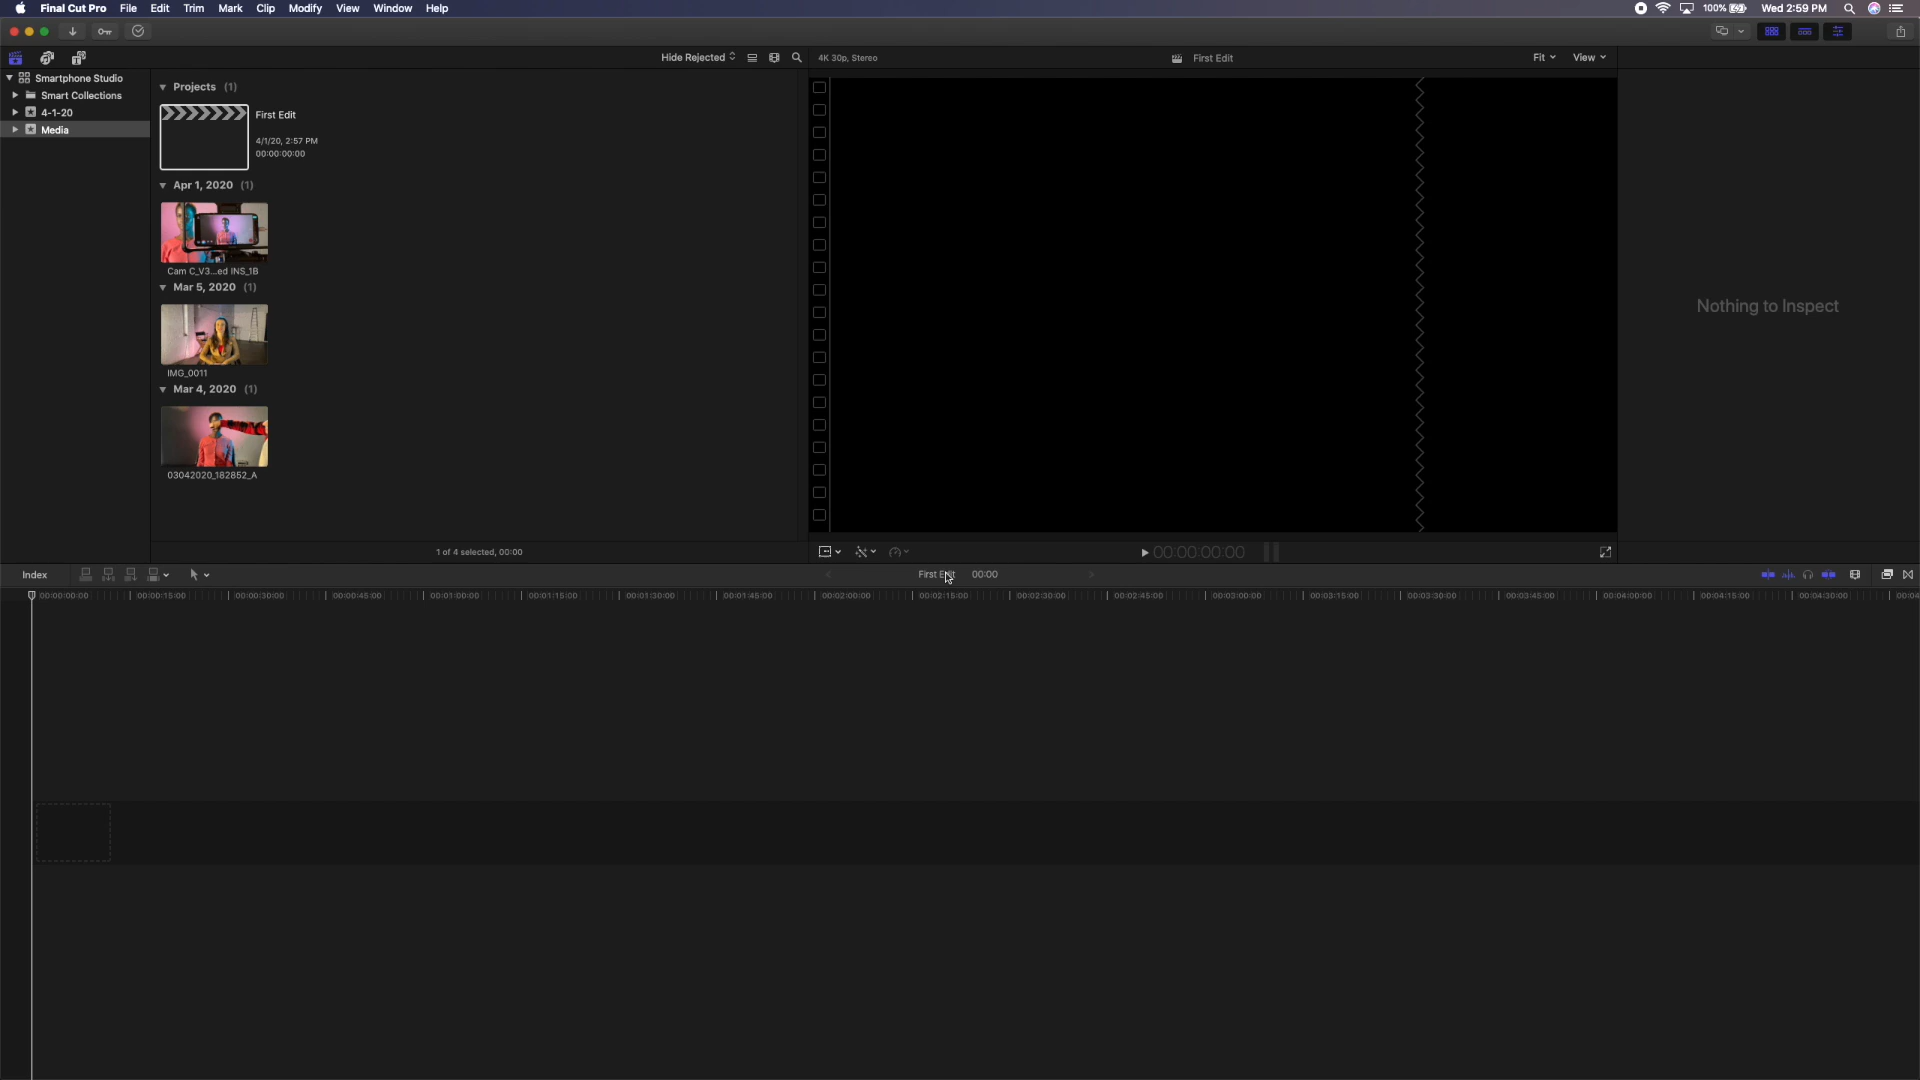 Final Cut Pro File Edit Trim Mark Clip Modify View Window Help 100% Wed 2:59 PM
Hide Rejected 4K 30p, Stereo First Edit Fit View
Smartphone Studio
Smart Collections
4-1-20
Media
Projects (1)
First Edit
4/1/20, 2:57 PM
00:00:00:00
Apr 1, 2020 (1)
Cam C_V3...ed INS_1B
Mar 5, 2020 (1)
IMG_0011
Mar 4, 2020 (1)
03042020_182852_A
Nothing to Inspect
1 of 4 selected, 00:00
00:00:00:00
Index First Edit 00:00
00:00:00:00 00:00:15:00 00:00:30:00 00:00:45:00 00:01:00:00 00:01:15:00 00:01:30:00 00:01:45:00 00:02:00:00 00:02:15:00 00:02:30:00 00:02:45:00 00:03:00:00 00:03:15:00 00:03:30:00 00:03:45:00 00:04:00:00 00:04:15:00 00:04:30:00 00:04